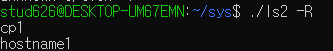 stud626@DESKTOP-UM67EMN:~/sys$ ./ls2 -R
cp1
hostname1